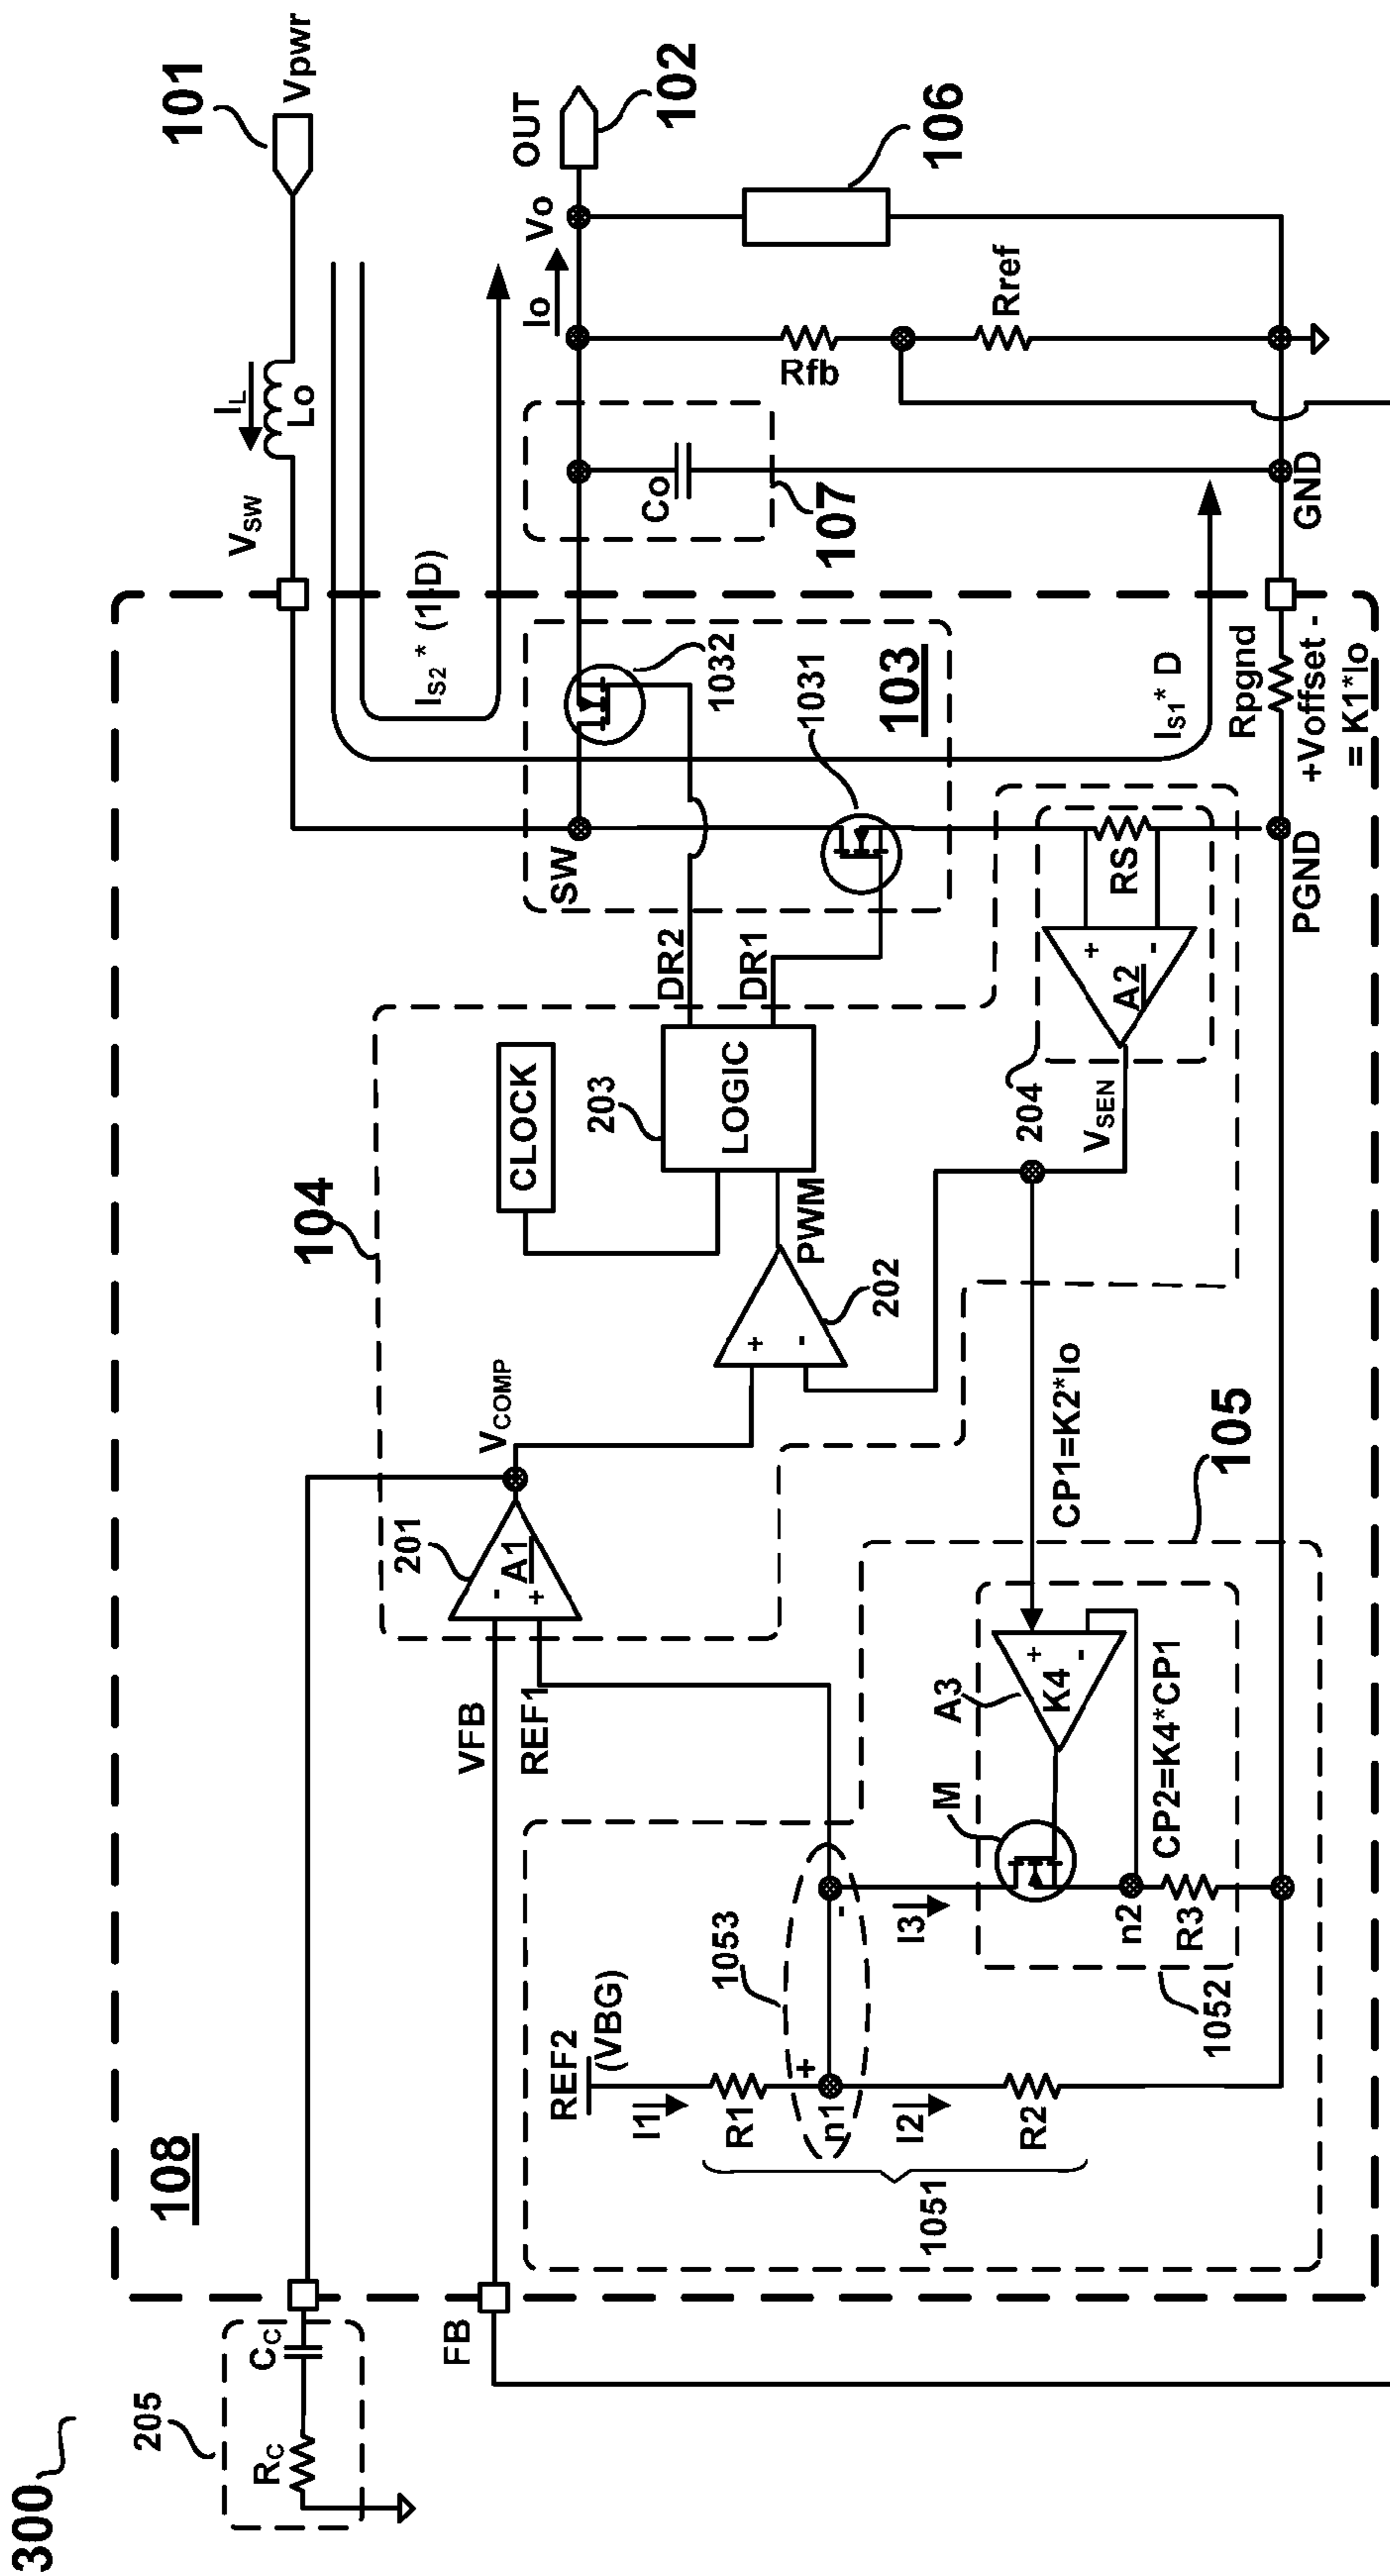 300
108
205
RC
CC
FB
101
Vpwr
IL
Lo
VSW
IS2 * (1-D)
OUT
102
Vo
Io
106
Rfb
Rref
Co
107
GND
103
1032
1031
SW
IS1 * D
Rpgnd
+Voffset -
= K1*Io
PGND
104
CLOCK
203
LOGIC
DR2
DR1
PWM
202
+
-
204
A2
+
-
RS
VSEN
VCOMP
201
A1
-
+
VFB
REF1
CP1=K2*Io
105
A3
K4
+
-
M
CP2=K4*CP1
I3
n2
R3
1052
1053
REF2
(VBG)
I1
R1
n1
+
-
I2
R2
1051